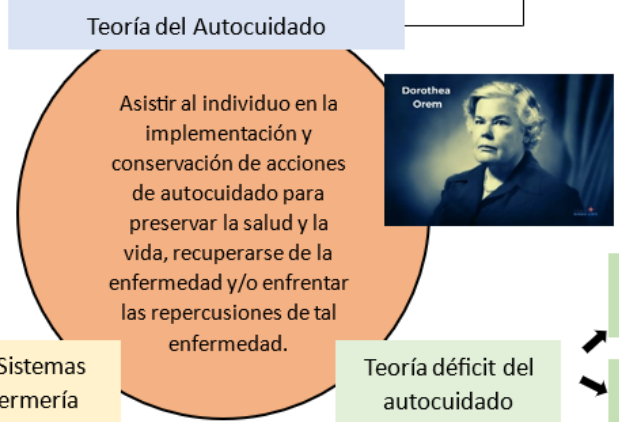 Teoría del Autocuidado
Dorothea
Orem
Asistir al individuo en la
implementación y
conservación de acciones
de autocuidado para
preservar la salud y la
vida, recuperarse de la
enfermedad y/o enfrentar
las repercusiones de tal
enfermedad.
Sistemas
ermería
Teoría déficit del
autocuidado